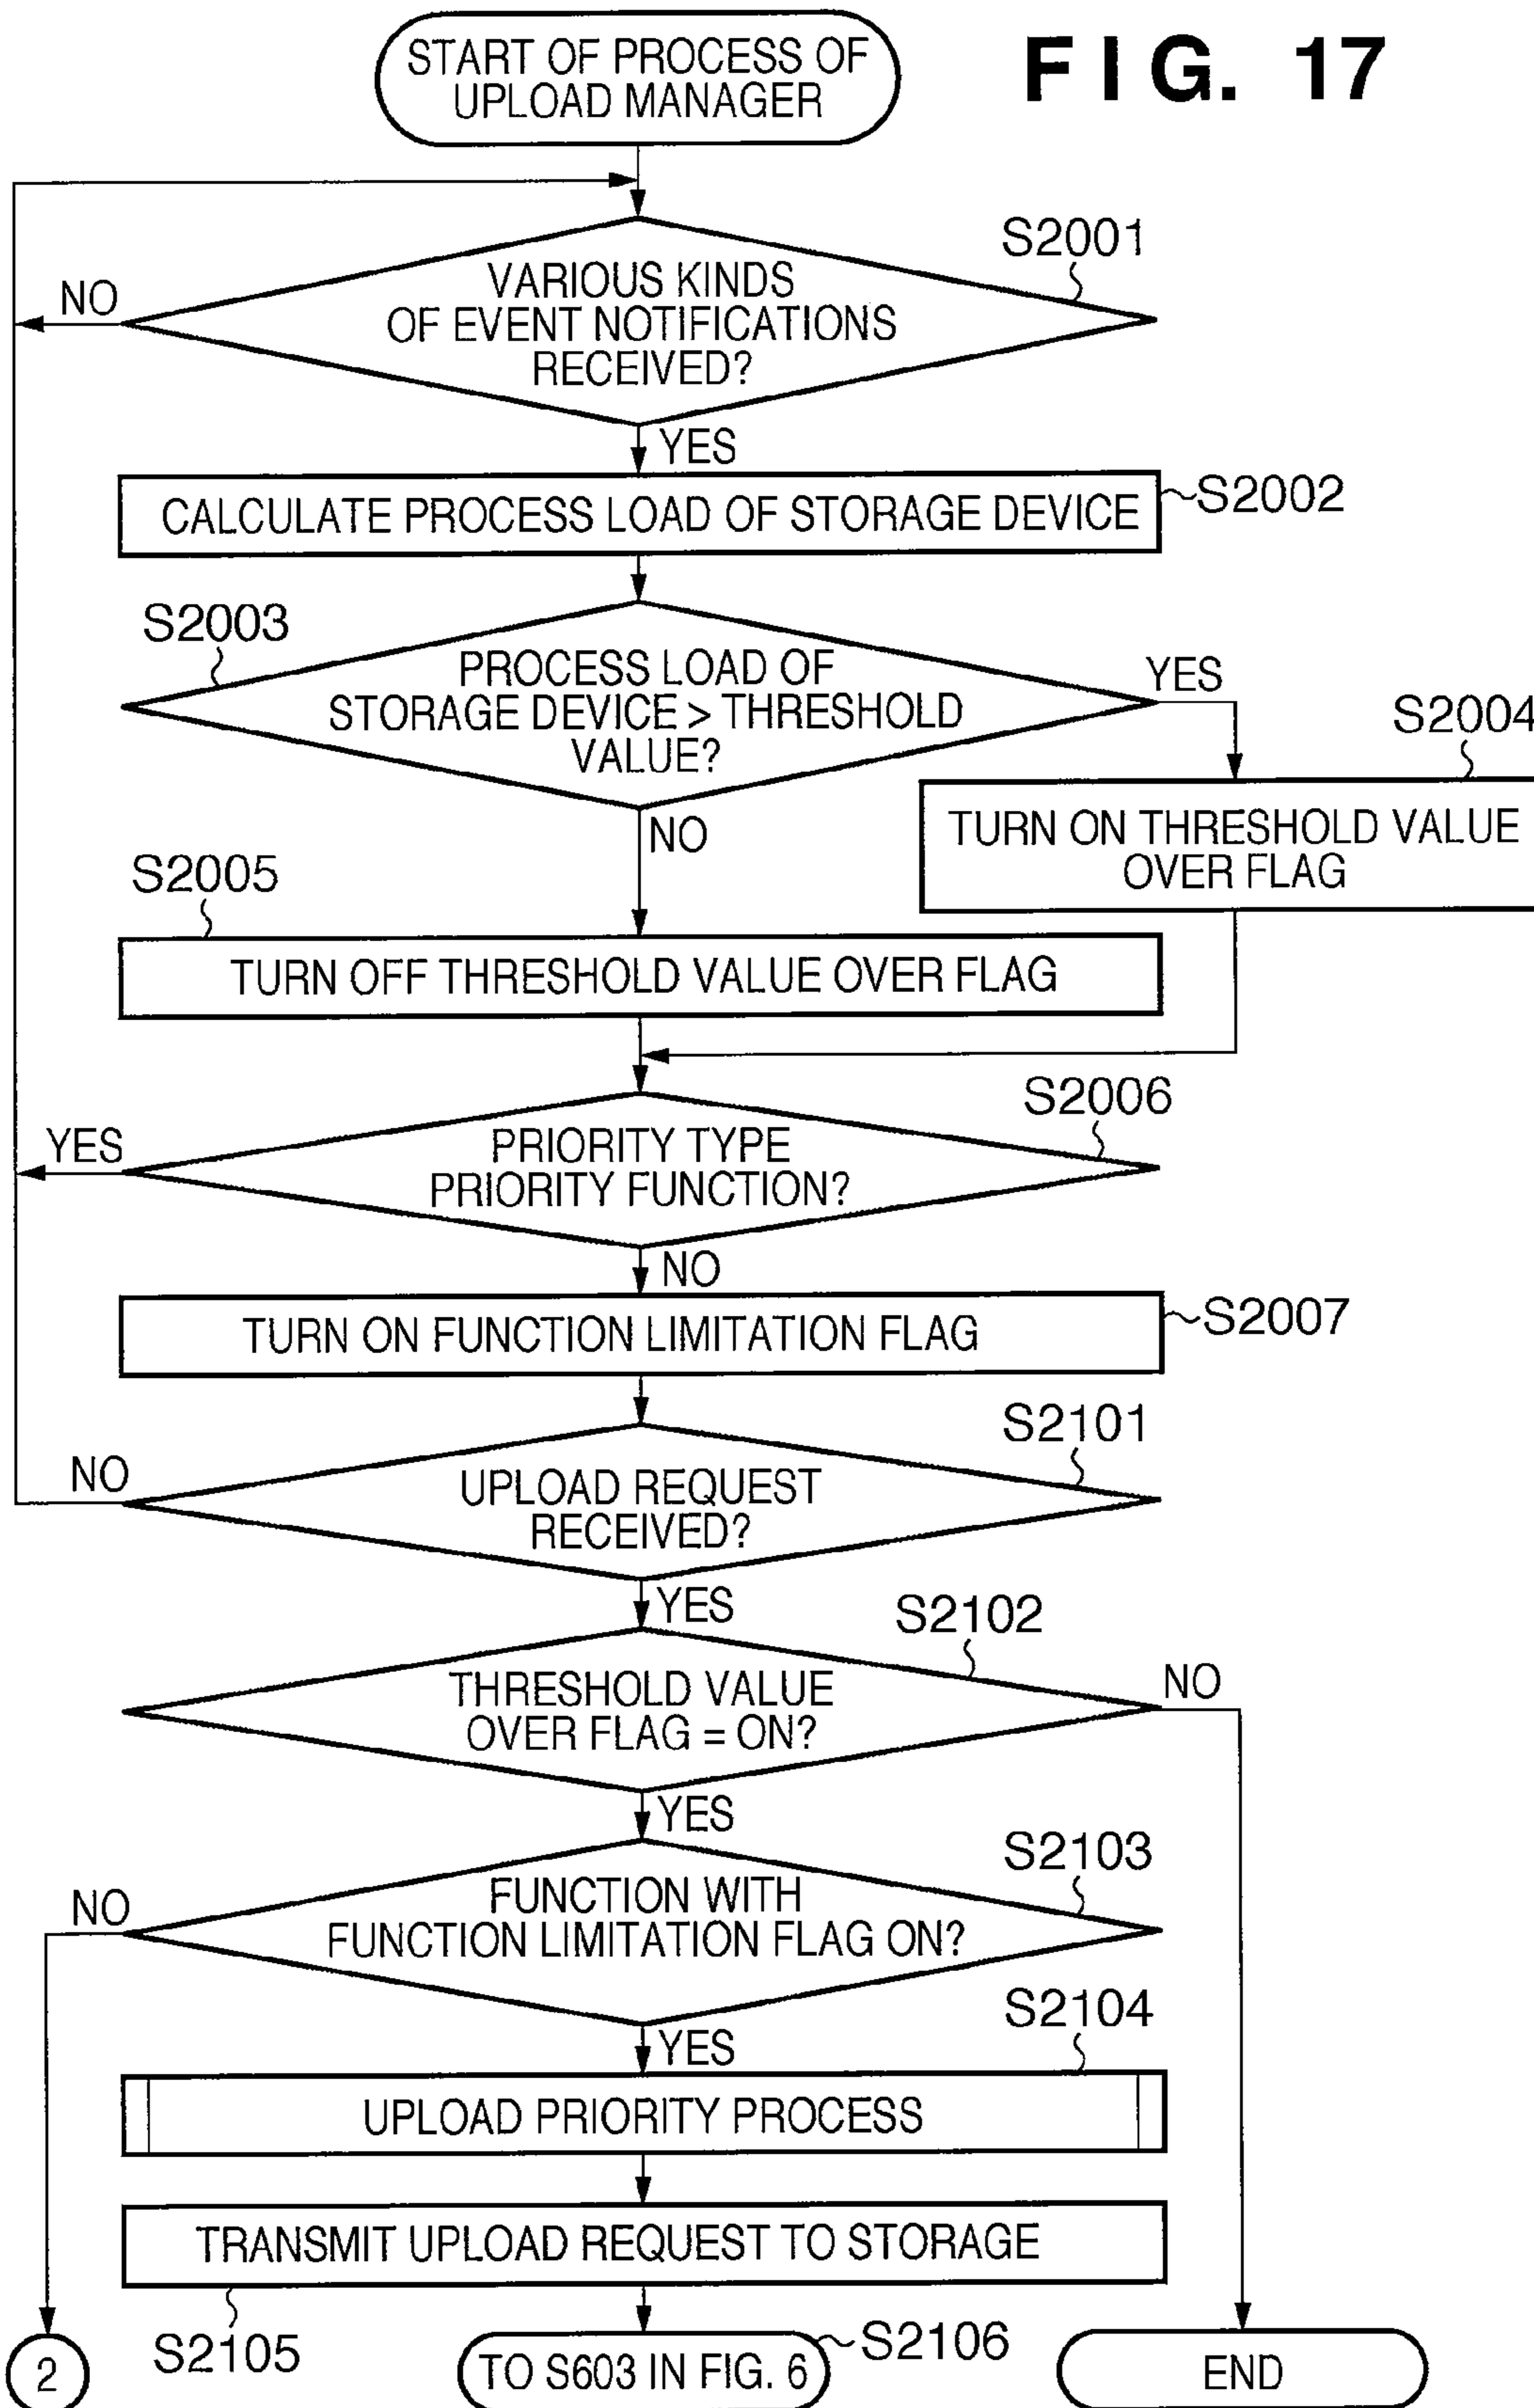 START OF PROCESS OF
UPLOAD MANAGER
FIG. 17
S2001
NO
VARIOUS KINDS
OF EVENT NOTIFICATIONS
RECEIVED?
YES
CALCULATE PROCESS LOAD OF STORAGE DEVICE
S2002
S2003
PROCESS LOAD OF
STORAGE DEVICE > THRESHOLD
VALUE?
YES
S2004
NO
TURN ON THRESHOLD VALUE
OVER FLAG
S2005
TURN OFF THRESHOLD VALUE OVER FLAG
S2006
YES
PRIORITY TYPE
PRIORITY FUNCTION?
NO
TURN ON FUNCTION LIMITATION FLAG
S2007
S2101
NO
UPLOAD REQUEST
RECEIVED?
YES
S2102
THRESHOLD VALUE
OVER FLAG = ON?
NO
YES
S2103
NO
FUNCTION WITH
FUNCTION LIMITATION FLAG ON?
S2104
YES
UPLOAD PRIORITY PROCESS
TRANSMIT UPLOAD REQUEST TO STORAGE
S2105
S2106
2
TO S603 IN FIG. 6
END